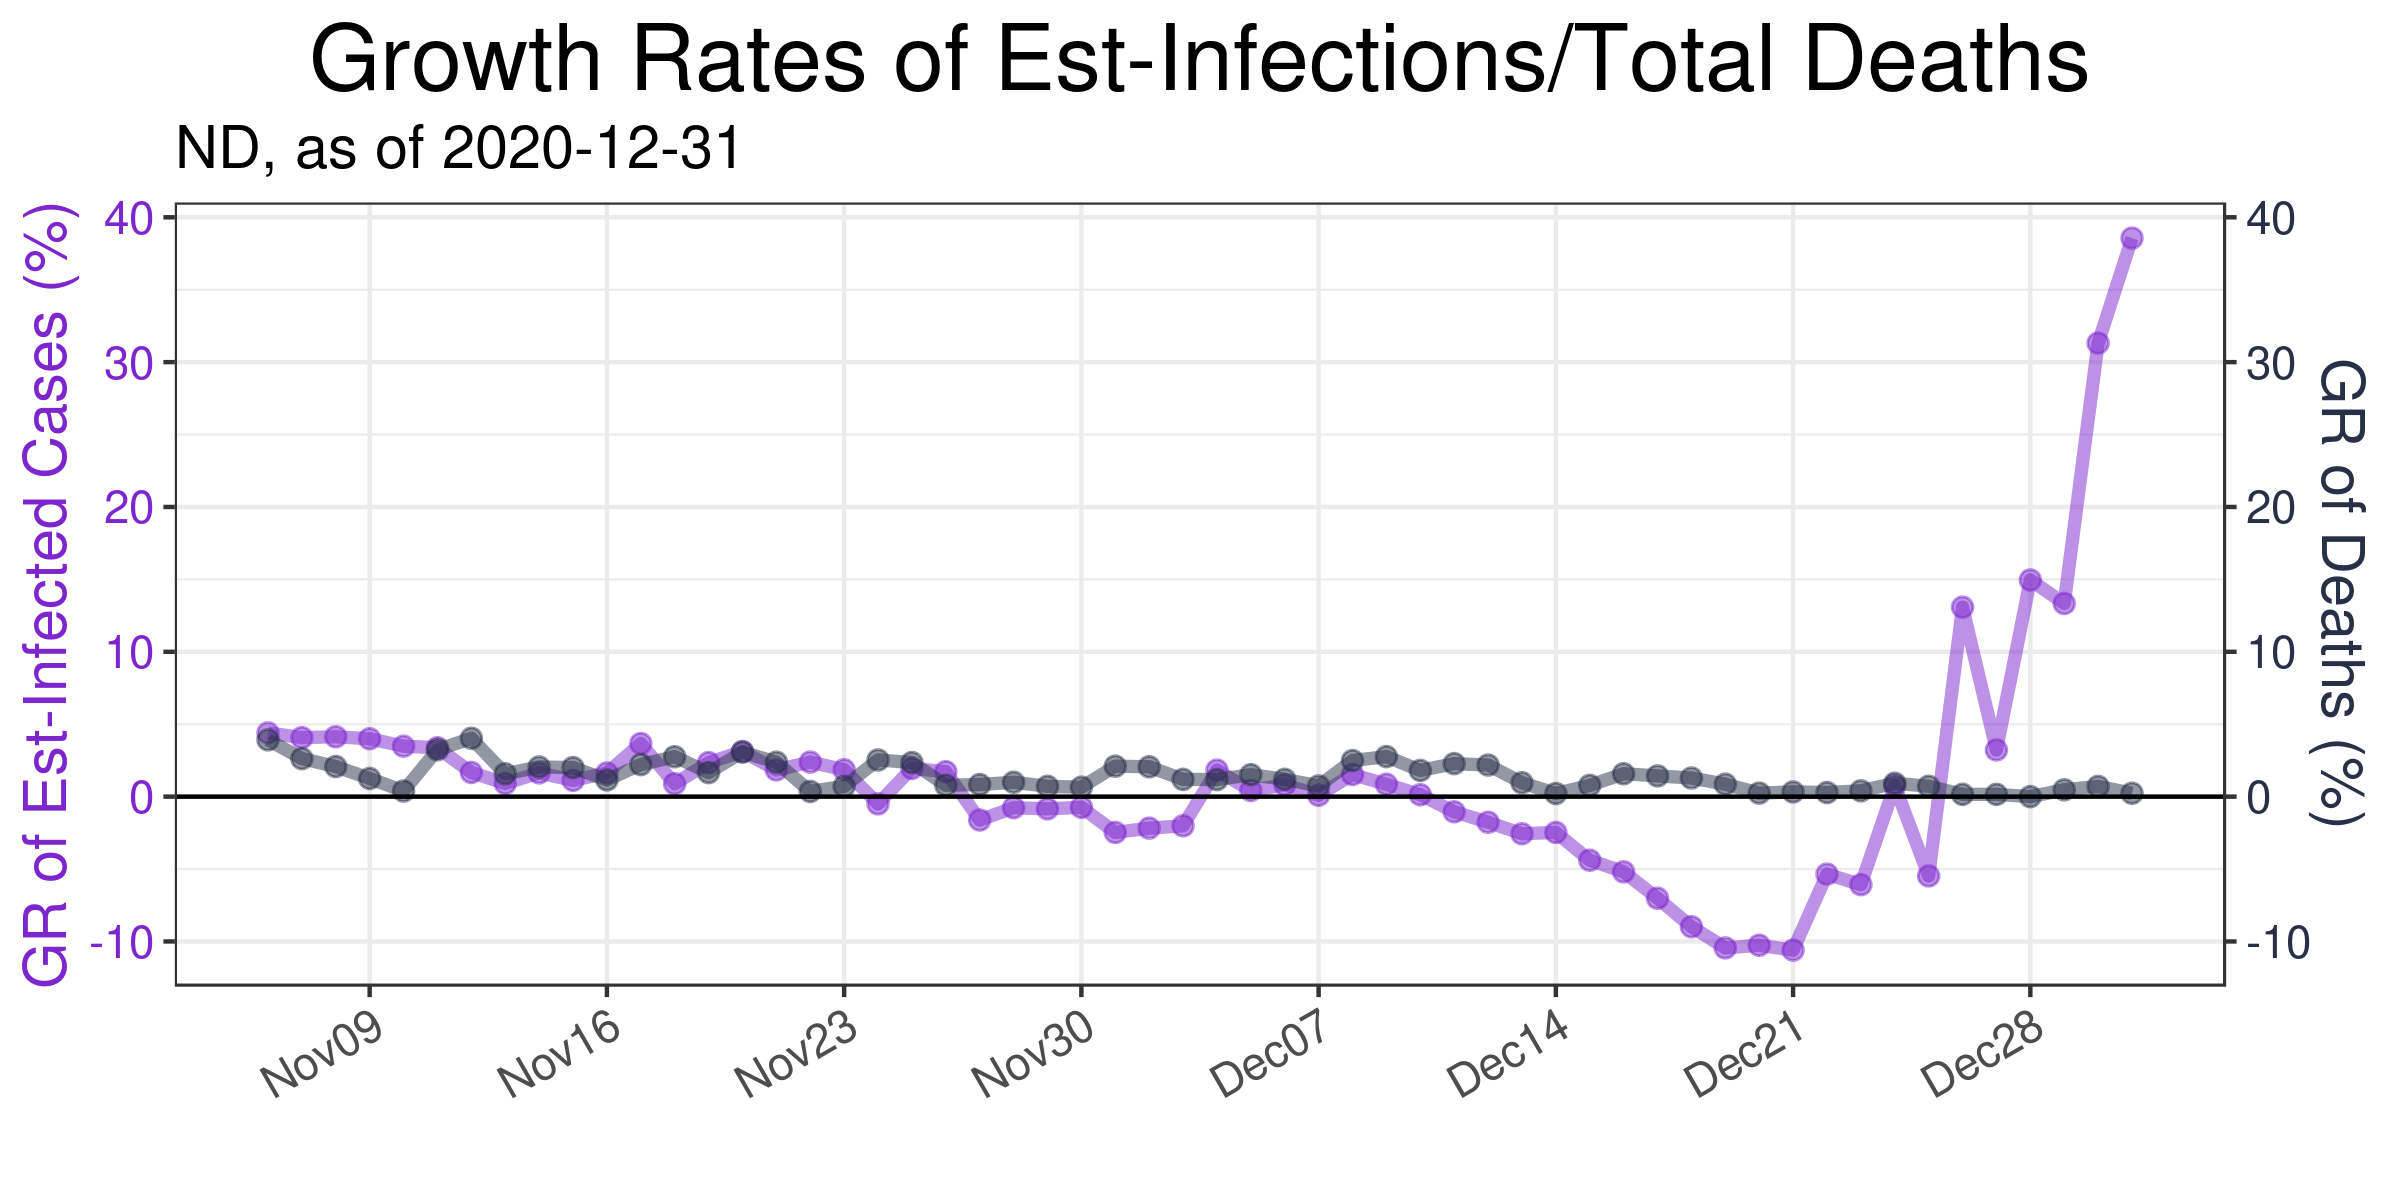 Growth Rates of Est-Infections/Total Deaths
ND, as of 2020-12-31
GR of Est-Infected Cases (%)
40
30
20
10
0
-10
40
30
20
10
0
-10
GR of Deaths (%)
Nov09
Nov16
Nov23
Nov30
Dec07
Dec14
Dec21
Dec28